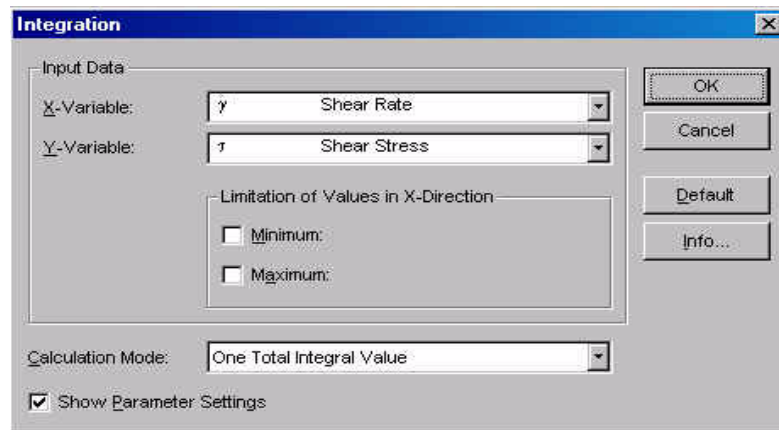 Integration
Input Data
X-Variable:
γ̇ Shear Rate
Y-Variable:
τ Shear Stress
Limitation of Values in X-Direction
Minimum:
Maximum:
Calculation Mode:
One Total Integral Value
Show Parameter Settings
OK
Cancel
Default
Info...